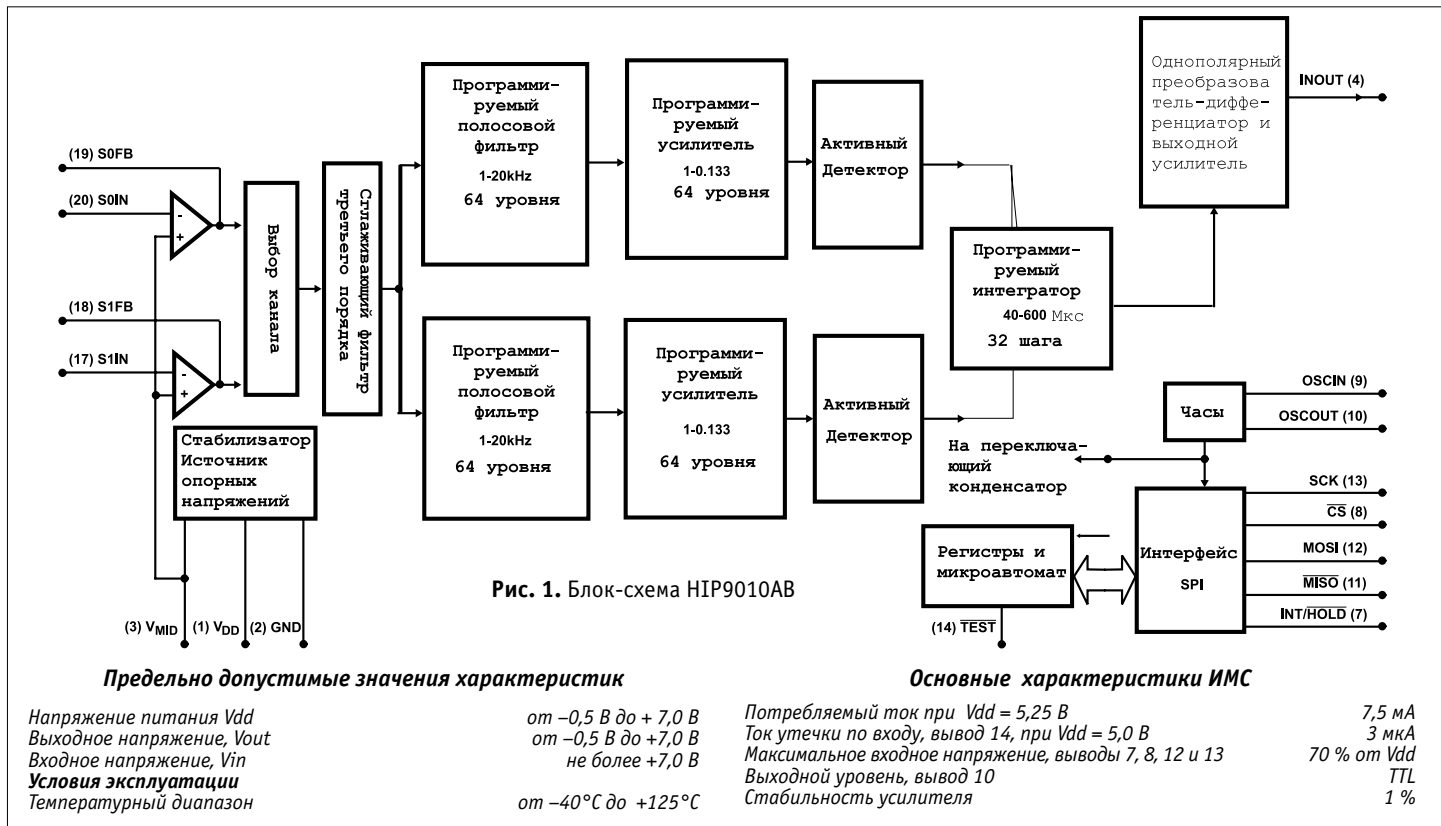 (19) S0FB
(20) S0IN
(18) S1FB
(17) S1IN
-
+
-
+
Выбор канала
Сглаживающий фильтр
третьего порядка
Программи-
руемый
полосовой
фильтр
1-20kHz
64 уровня
Программи-
руемый
усилитель
1-0.133
64 уровня
Активный
Детектор
Программи-
руемый
полосовой
фильтр
1-20kHz
64 уровня
Программи-
руемый
усилитель
1-0.133
64 уровня
Активный
Детектор
Программи-
руемый
интегратор
40-600 Мкс
32 шага
Однополярный
преобразова
тель-диффе-
ренциатор и
выходной
усилитель
INOUT (4)
Стабилизатор
Источник
опорных
напряжений
(3) VMID
(1) VDD
(2) GND
На переключа-
ющий
конденсатор
Часы
OSCIN (9)
OSCOUT (10)
Регистры и
микроавтомат
(14) TEST
Интерфейс
SPI
SCK (13)
CS (8)
MOSI (12)
MISO (11)
INT/HOLD (7)
Рис. 1. Блок-схема HIP9010AB
Предельно допустимые значения характеристик
Напряжение питания Vdd от –0,5 В до + 7,0 В
Выходное напряжение, Vout от –0,5 В до +7,0 В
Входное напряжение, Vin не более +7,0 В
Условия эксплуатации
Температурный диапазон от –40°C до +125°C
Основные характеристики ИМС
Потребляемый ток при Vdd = 5,25 В 7,5 мА
Ток утечки по входу, вывод 14, при Vdd = 5,0 В 3 мкА
Максимальное входное напряжение, выводы 7, 8, 12 и 13 70 % от Vdd
Выходной уровень, вывод 10 TTL
Стабильность усилителя 1 %